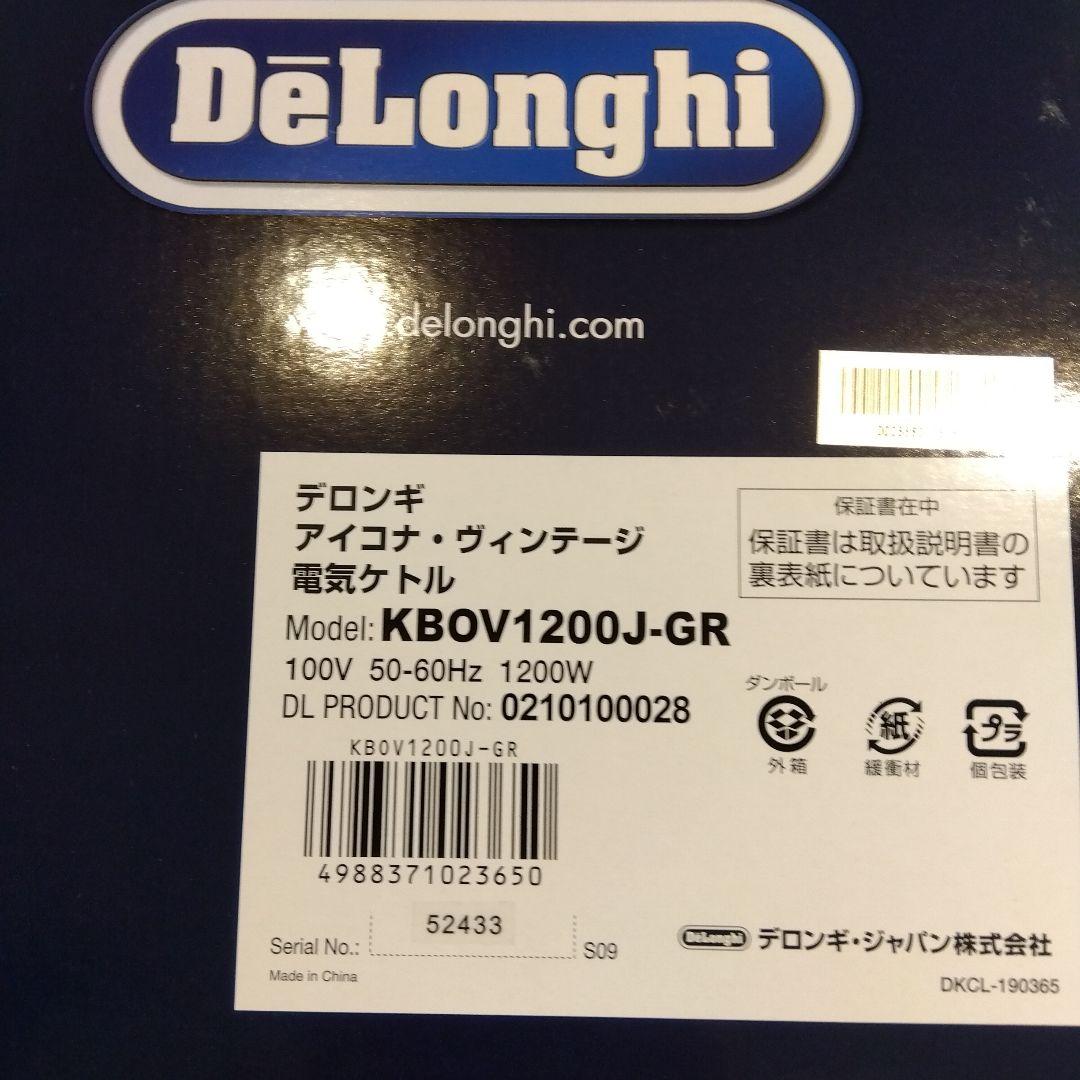 DeLonghi
delonghi.com
デロンギ
アイコナ・ヴィンテージ
電気ケトル
Model: KBOV1200J-GR
100V 50-60Hz 1200W
DL PRODUCT No: 0210100028
KBOV1200J-GR
4988371023650
52433
Serial No.:
S09
Made in China
保証書在中
保証書は取扱説明書の
裏表紙についています
ダンボール
外箱
紙
緩衝材
プラ
個包装
DeLonghi デロンギ・ジャパン株式会社
DKCL-190365